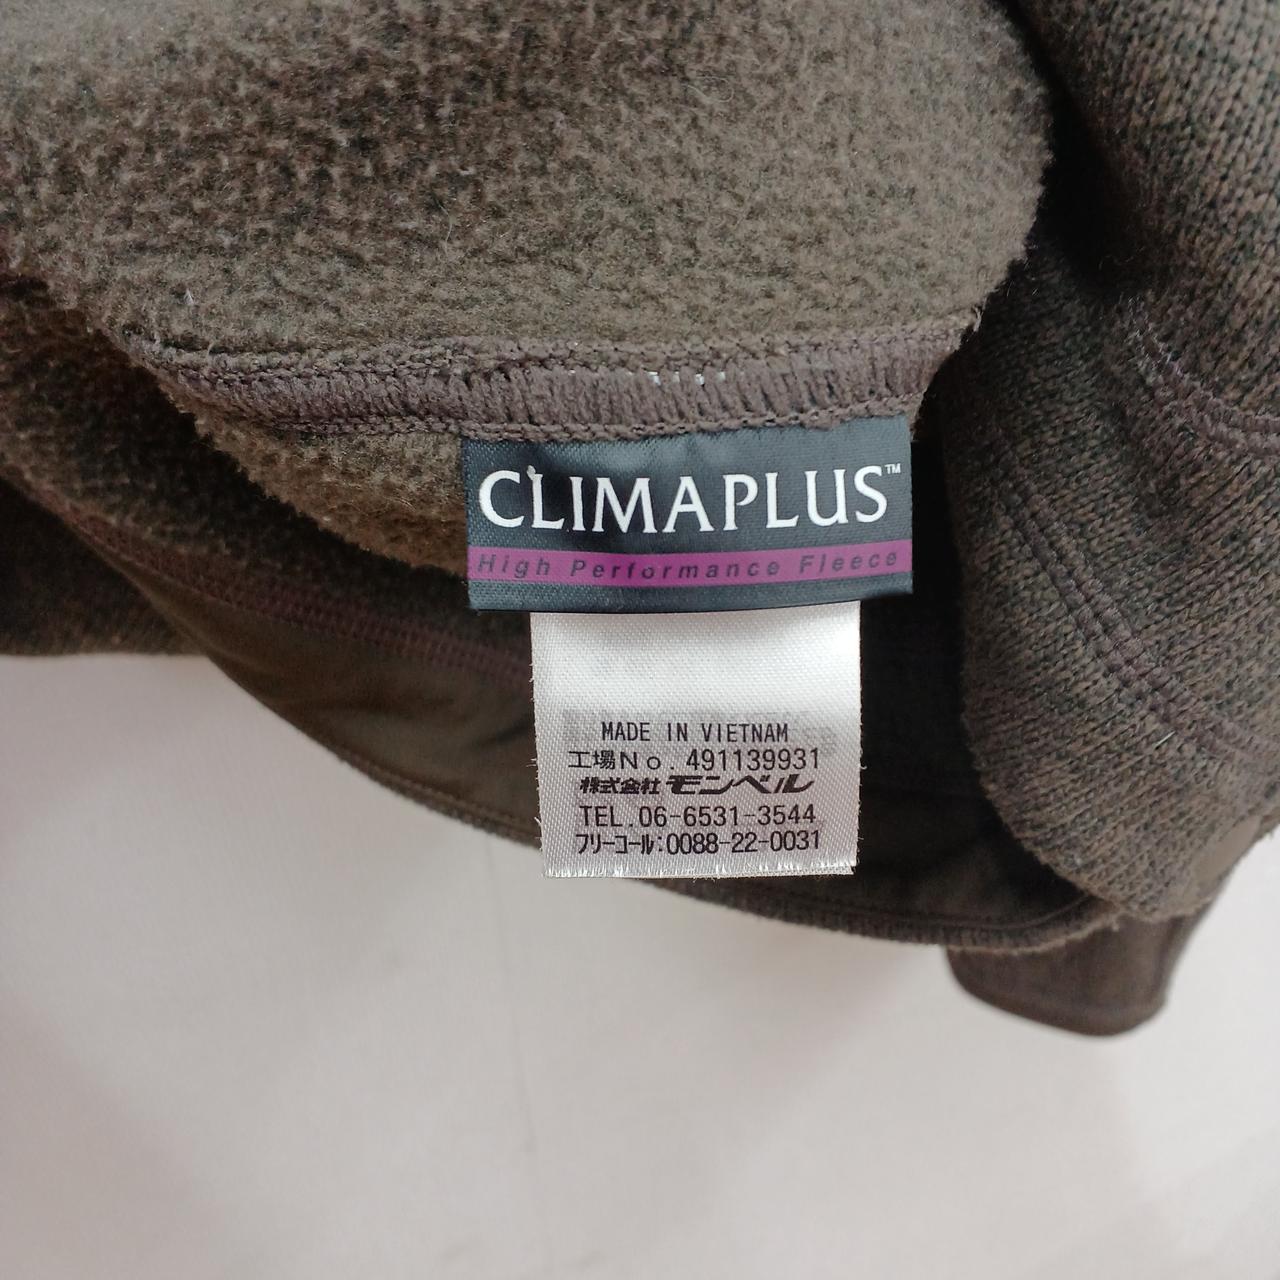 CLIMAPLUS™
High Performance Fleece
MADE IN VIETNAM
工場No.491139931
株式会社モンベル
TEL.06-6531-3544
フリーコール:0088-22-0031